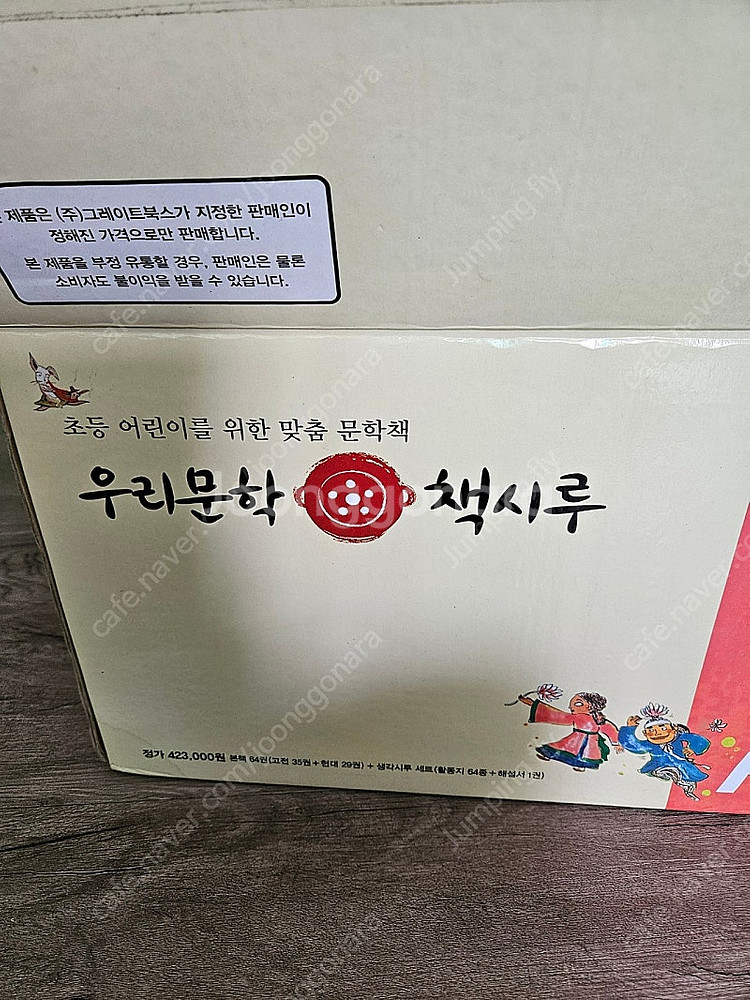 제품은 (주)그레이트북스가 지정한 판매인이
정해진 가격으로만 판매합니다.
본 제품을 부정 유통할 경우, 판매인은 물론
소비자도 불이익을 받을 수 있습니다.
초등 어린이를 위한 맞춤 문학책
우리문학 책시루
정가 423,000원 본책 64권(고전 35권+현대 29권) + 생각시루 세트(활동지 64종+해설서 1권)
cafe.naver.com/joonggonara
Jumping.fly